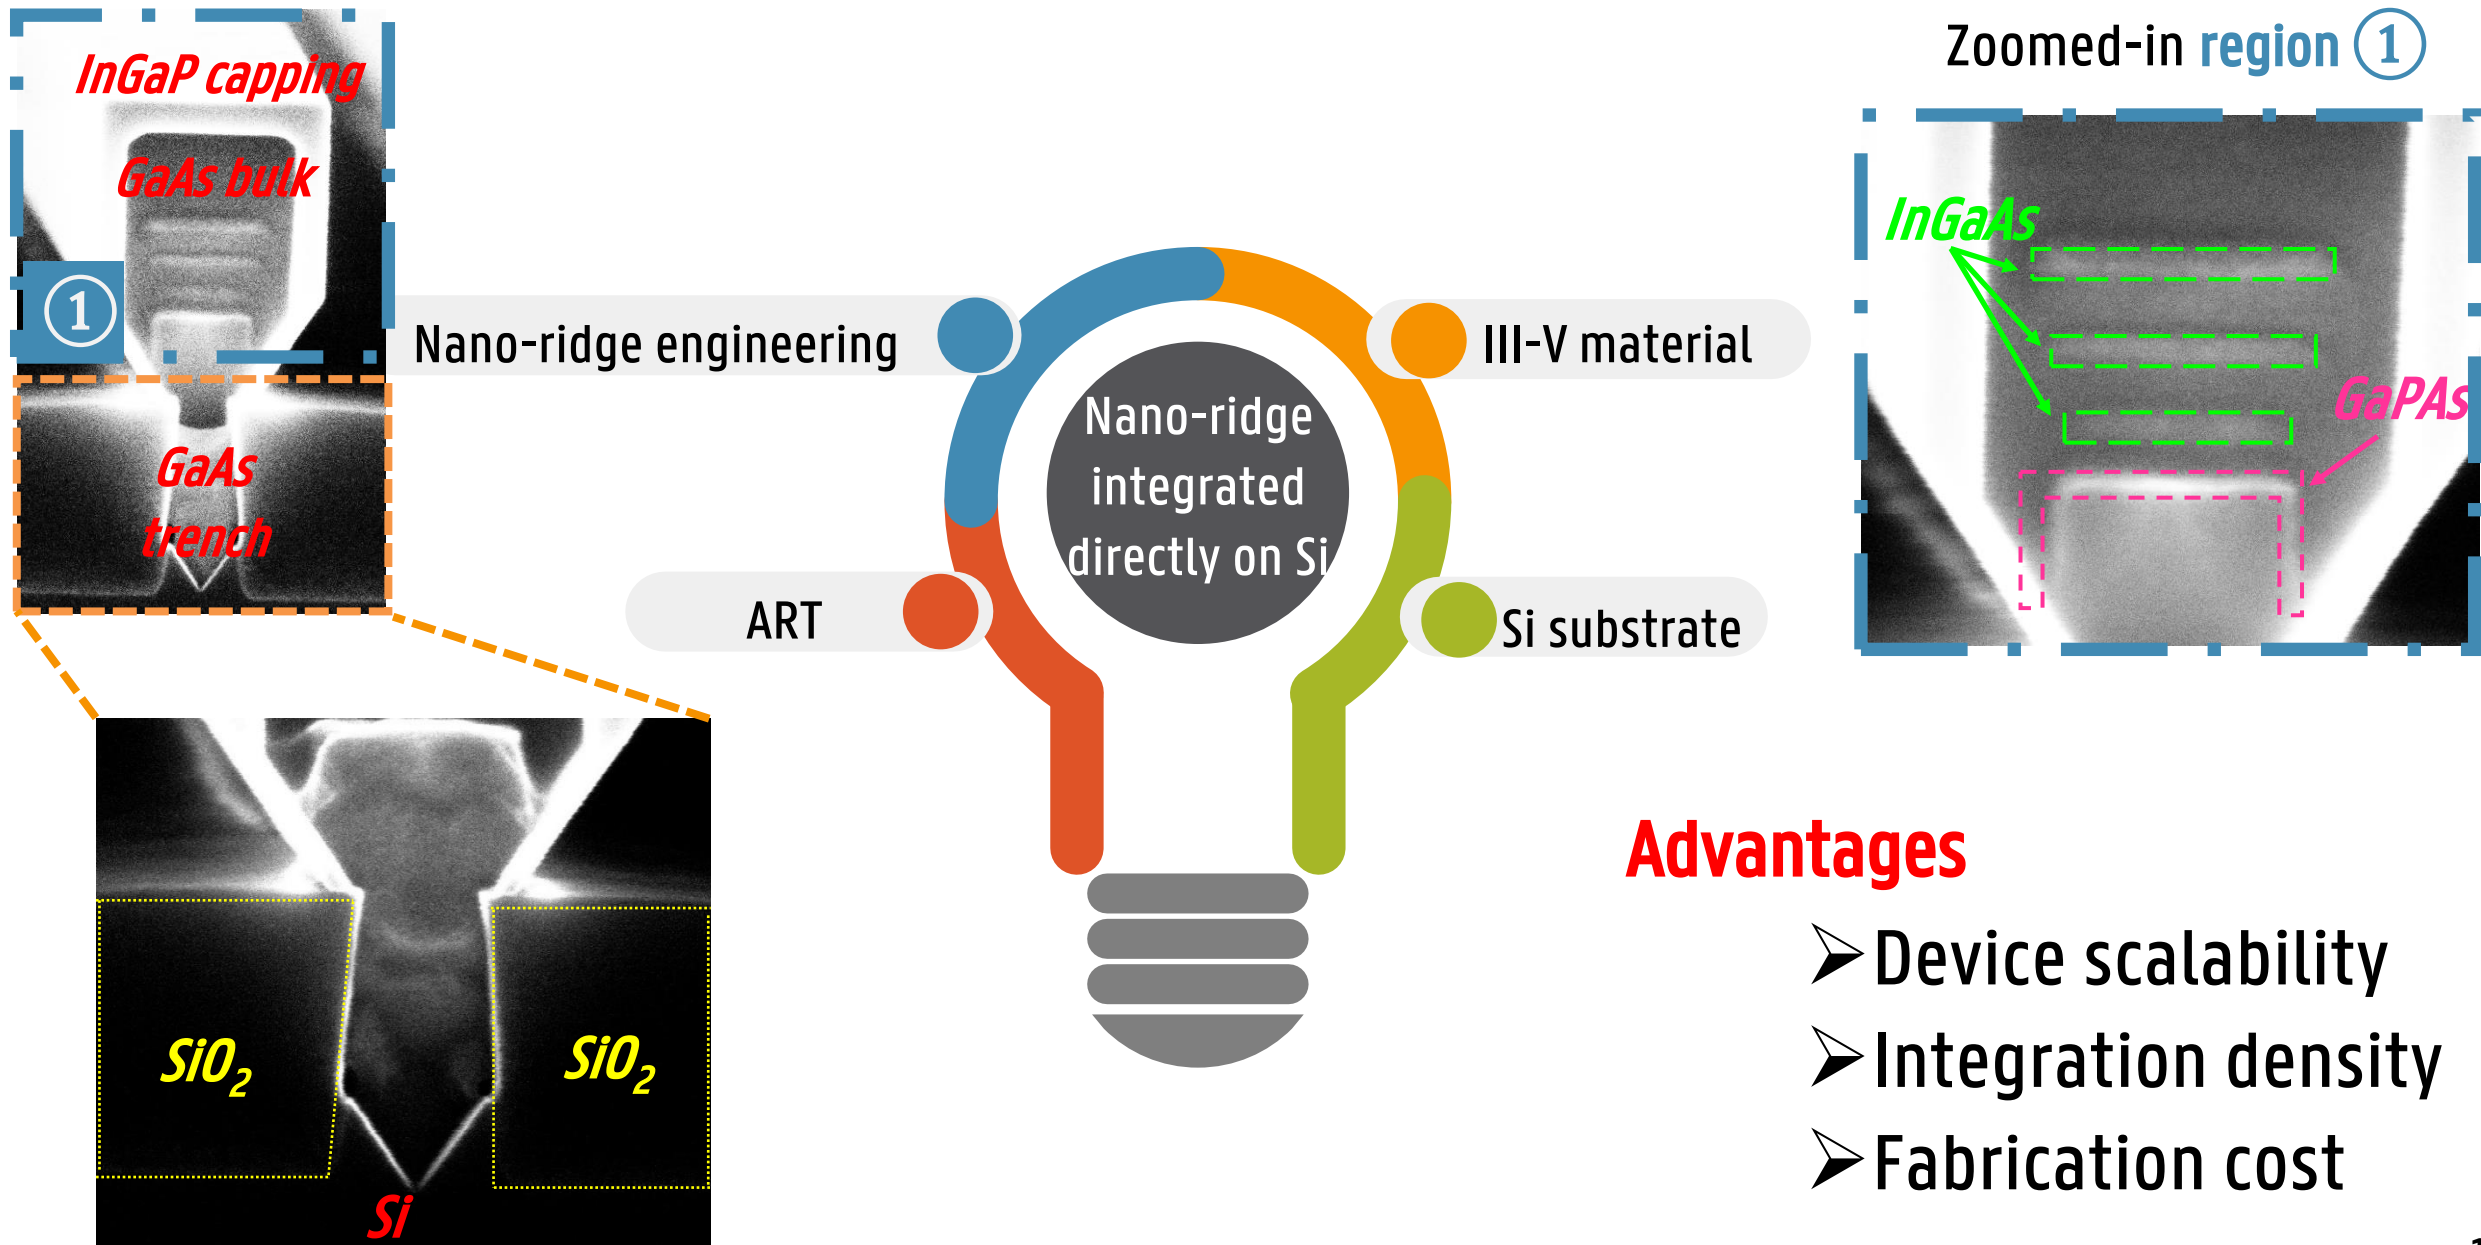 InGaP capping
GaAs bulk
①
GaAs
trench
Zoomed-in region ①
InGaAs
GaPAs
Nano-ridge engineering
III-V material
Nano-ridge
integrated
directly on Si
ART
Si substrate
SiO₂
SiO₂
Si
Advantages
➢Device scalability
➢Integration density
➢Fabrication cost